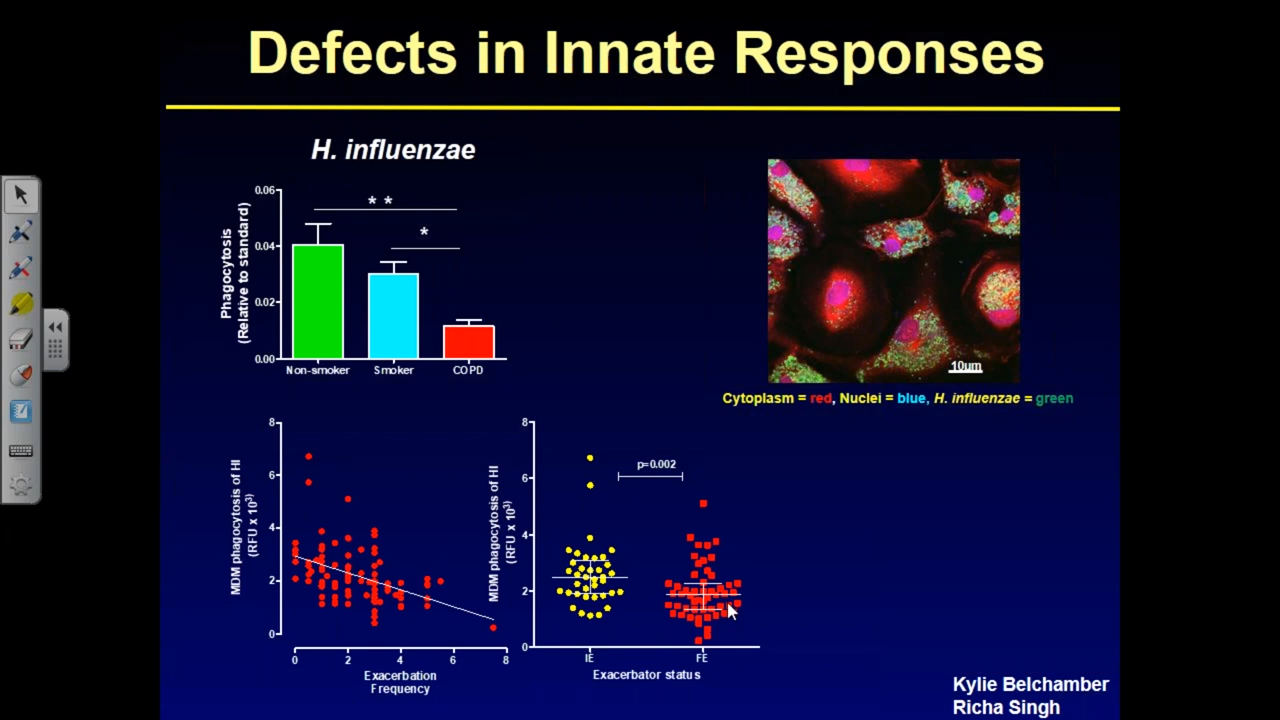 Defects in Innate Responses
H. influenzae
Phagocytosis
(Relative to standard)
0.06
0.04
0.02
0.00
* *
*
Non-smoker
Smoker
COPD
10um
Cytoplasm = red, Nuclei = blue, H. influenzae = green
MDM phagocytosis of HI
(RFU x 10³)
8
6
4
2
0
0 2 4 6 8
Exacerbation
Frequency
MDM phagocytosis of HI
(RFU x 10³)
8
6
4
2
0
p=0.002
IE FE
Exacerbator status
Kylie Belchamber
Richa Singh